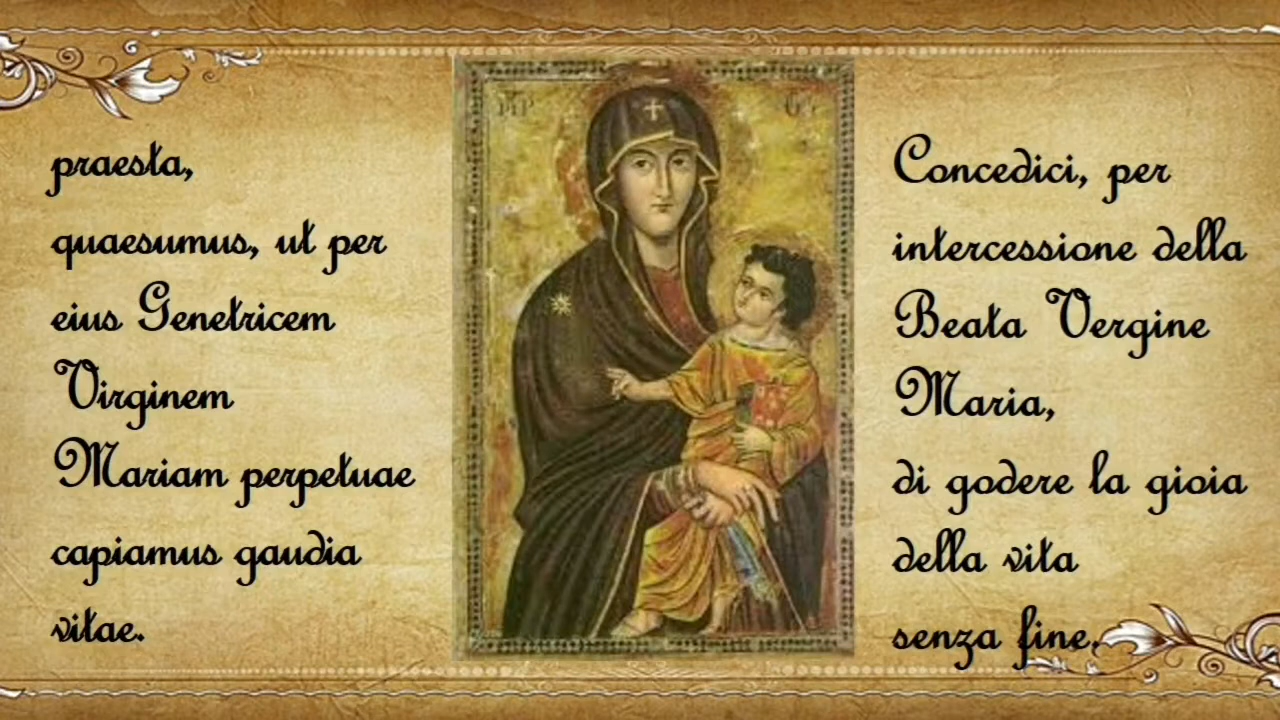 praesta,
quaesumus, ut per
eius Genetricem
Virginem
Mariam perpetuae
capiamus gaudia
vitae.
Concedici, per
intercessione della
Beata Vergine
Maria,
di godere la gioia
della vita
senza fine.